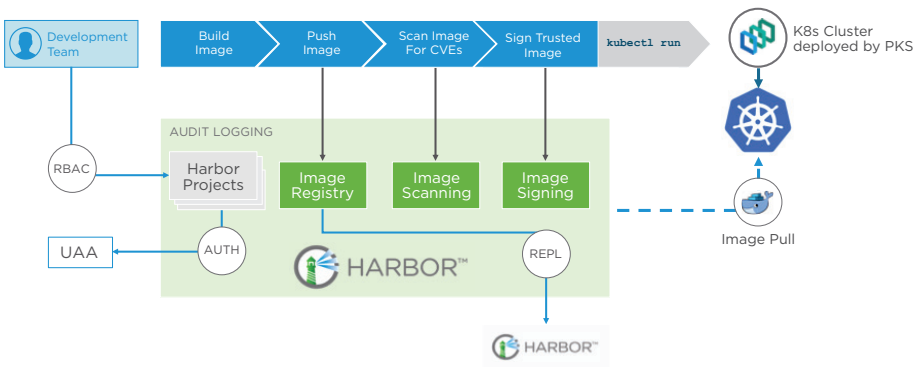 Development
Team
Build
Image
Push
Image
Scan Image
For CVEs
Sign Trusted
Image
kubectl run
K8s Cluster
deployed by PKS
AUDIT LOGGING
RBAC
Harbor
Projects
Image
Registry
Image
Scanning
Image
Signing
Image Pull
UAA
AUTH
HARBOR™
REPL
HARBOR™